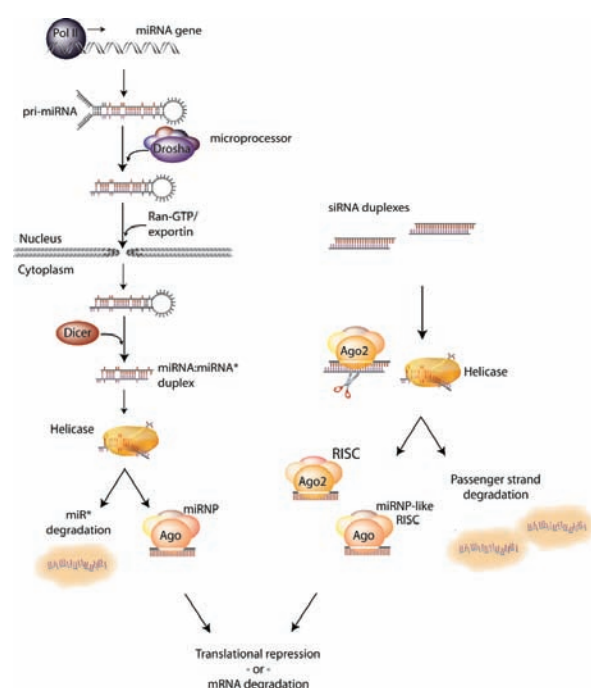 Pol II
miRNA gene
pri-miRNA
microprocessor
Drosha
Ran-GTP/
exportin
Nucleus
Cytoplasm
Dicer
miRNA:miRNA*
duplex
Helicase
miR*
degradation
miRNP
Ago
siRNA duplexes
Ago2
Helicase
RISC
Ago2
miRNP-like
RISC
Ago
Passenger strand
degradation
Translational repression
- or -
mRNA degradation